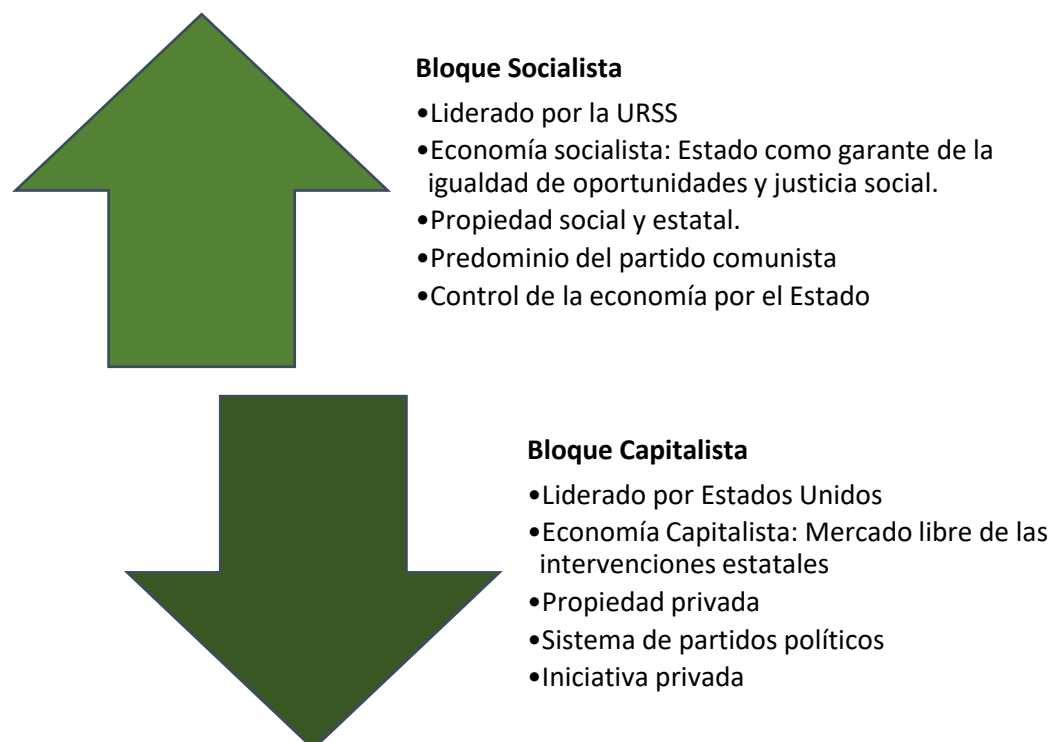 Bloque Socialista
•Liderado por la URSS
•Economía socialista: Estado como garante de la
igualdad de oportunidades y justicia social.
•Propiedad social y estatal.
•Predominio del partido comunista
•Control de la economía por el Estado
Bloque Capitalista
•Liderado por Estados Unidos
•Economía Capitalista: Mercado libre de las
intervenciones estatales
•Propiedad privada
•Sistema de partidos políticos
•Iniciativa privada